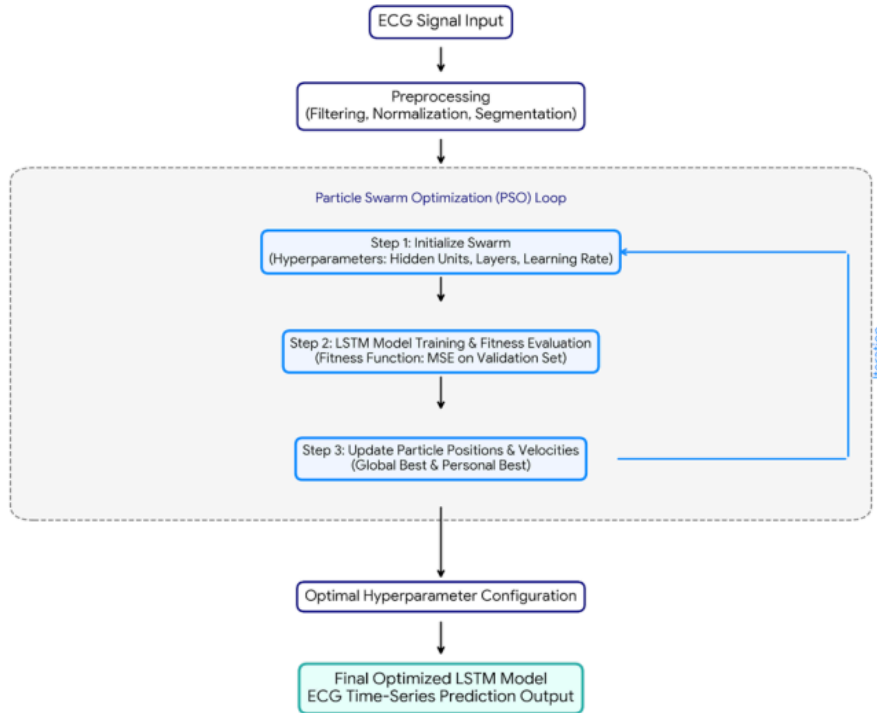 ECG Signal Input
Preprocessing
(Filtering, Normalization, Segmentation)
Particle Swarm Optimization (PSO) Loop
Step 1: Initialize Swarm
(Hyperparameters: Hidden Units, Layers, Learning Rate)
Step 2: LSTM Model Training & Fitness Evaluation
(Fitness Function: MSE on Validation Set)
Step 3: Update Particle Positions & Velocities
(Global Best & Personal Best)
Optimal Hyperparameter Configuration
Final Optimized LSTM Model
ECG Time-Series Prediction Output